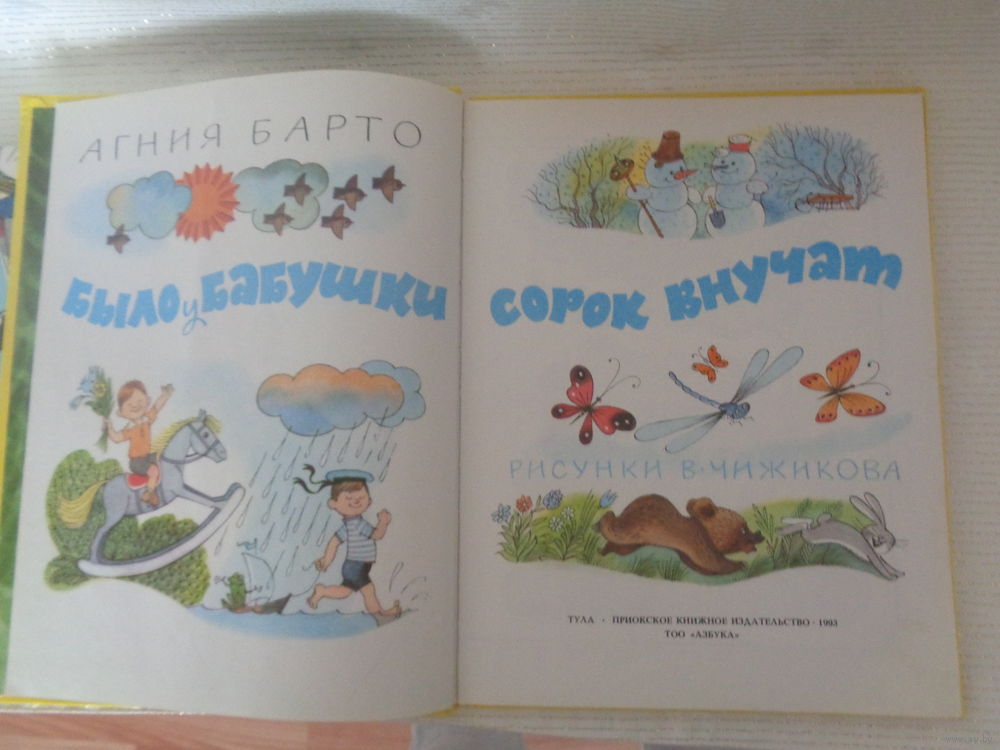 АГНИЯ БАРТО
БЫЛО у БАБУШКИ
СОРОК ВНУЧАТ
РИСУНКИ В·ЧИЖИКОВА
ТУЛА · ПРИОКСКОЕ КНИЖНОЕ ИЗДАТЕЛЬСТВО · 1993
ТОО «АЗБУКА»